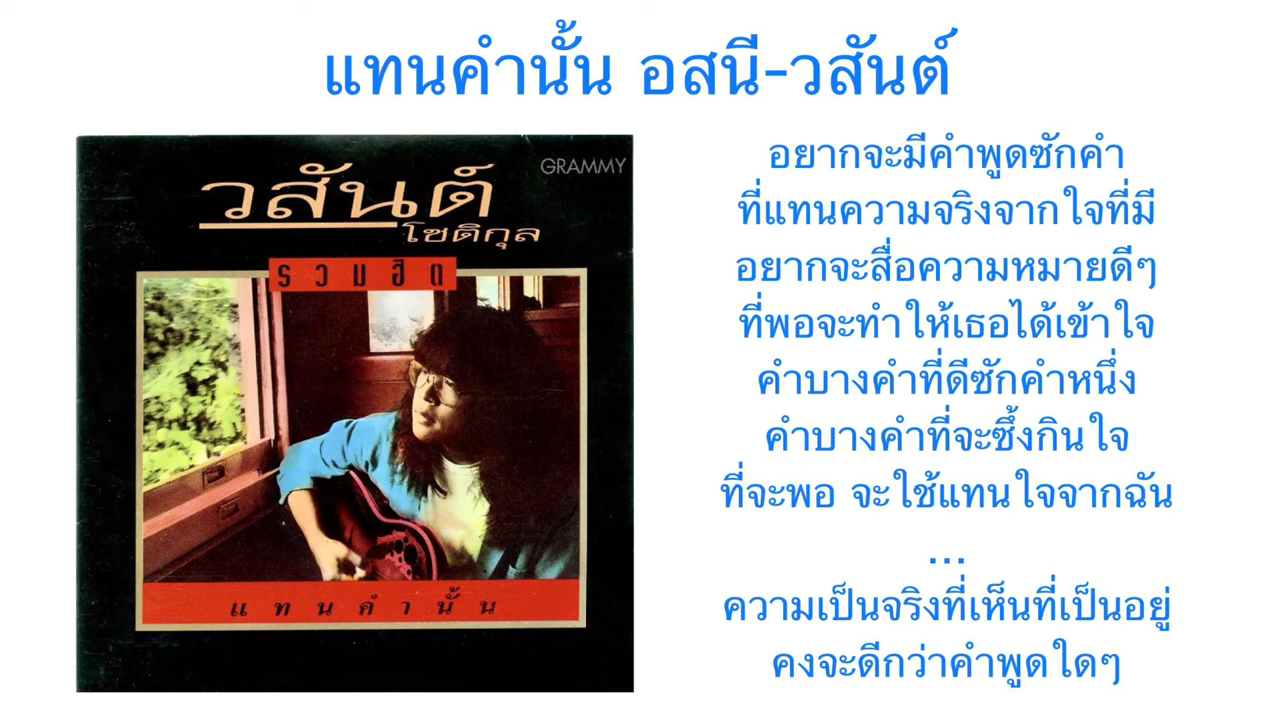 แทนคำนั้น อสนี-วสันต์
GRAMMY
วสันต์
โชติกุล
รวมฮิต
แทนคำนั้น
อยากจะมีคำพูดซักคำ
ที่แทนความจริงจากใจที่มี
อยากจะสื่อความหมายดีๆ
ที่พอจะทำให้เธอได้เข้าใจ
คำบางคำที่ดีซักคำหนึ่ง
คำบางคำที่จะซึ้งกินใจ
ที่จะพอ จะใช้แทนใจจากฉัน
...
ความเป็นจริงที่เห็นที่เป็นอยู่
คงจะดีกว่าคำพูดใดๆ